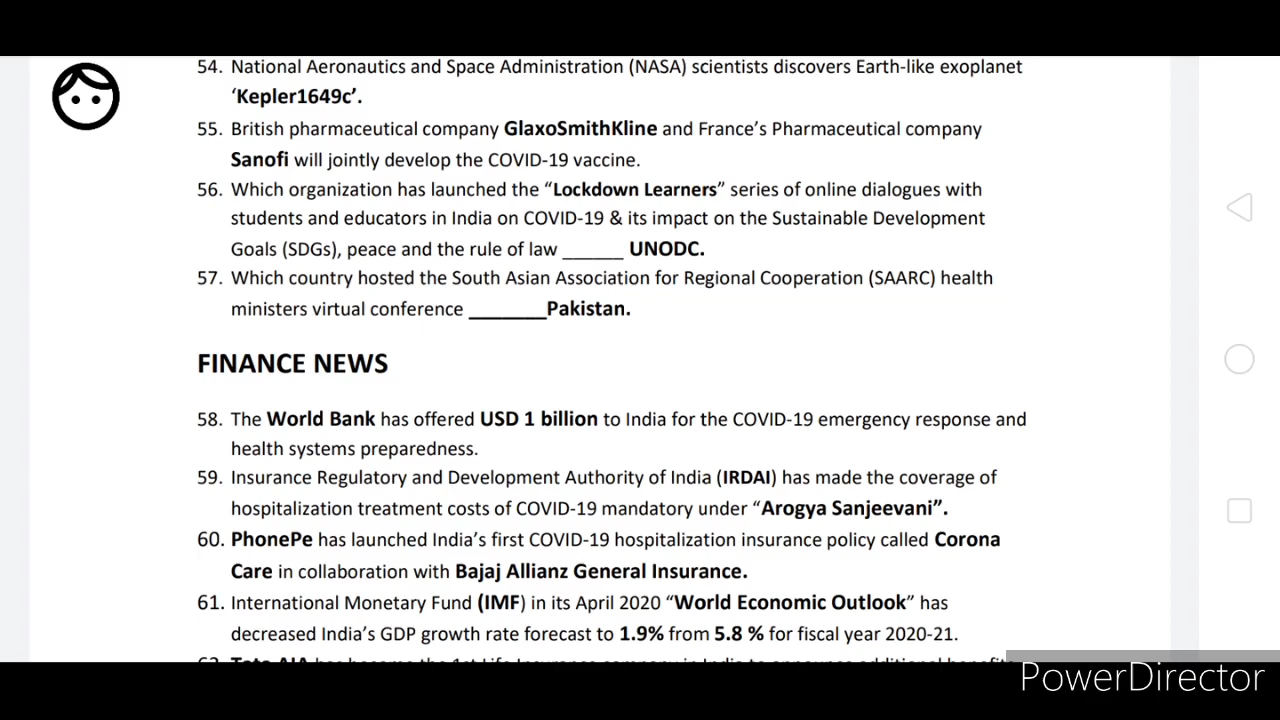 54. National Aeronautics and Space Administration (NASA) scientists discovers Earth-like exoplanet
‘Kepler1649c’.
55. British pharmaceutical company GlaxoSmithKline and France’s Pharmaceutical company
Sanofi will jointly develop the COVID-19 vaccine.
56. Which organization has launched the “Lockdown Learners” series of online dialogues with
students and educators in India on COVID-19 & its impact on the Sustainable Development
Goals (SDGs), peace and the rule of law ______ UNODC.
57. Which country hosted the South Asian Association for Regional Cooperation (SAARC) health
ministers virtual conference ________Pakistan.
FINANCE NEWS
58. The World Bank has offered USD 1 billion to India for the COVID-19 emergency response and
health systems preparedness.
59. Insurance Regulatory and Development Authority of India (IRDAI) has made the coverage of
hospitalization treatment costs of COVID-19 mandatory under “Arogya Sanjeevani”.
60. PhonePe has launched India’s first COVID-19 hospitalization insurance policy called Corona
Care in collaboration with Bajaj Allianz General Insurance.
61. International Monetary Fund (IMF) in its April 2020 “World Economic Outlook” has
decreased India’s GDP growth rate forecast to 1.9% from 5.8 % for fiscal year 2020-21.
PowerDirector